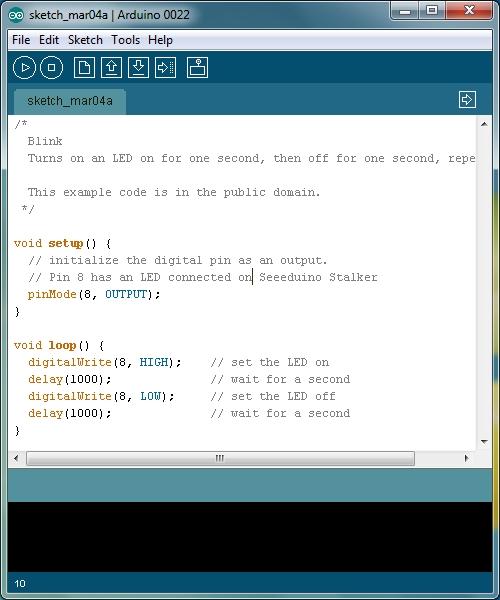 sketch_mar04a | Arduino 0022
File Edit Sketch Tools Help
sketch_mar04a
/*
  Blink
  Turns on an LED on for one second, then off for one second, repe
  This example code is in the public domain.
 */
void setup() {
  // initialize the digital pin as an output.
  // Pin 8 has an LED connected on Seeeduino Stalker
  pinMode(8, OUTPUT);
}
void loop() {
  digitalWrite(8, HIGH);    // set the LED on
  delay(1000);              // wait for a second
  digitalWrite(8, LOW);     // set the LED off
  delay(1000);              // wait for a second
}
10